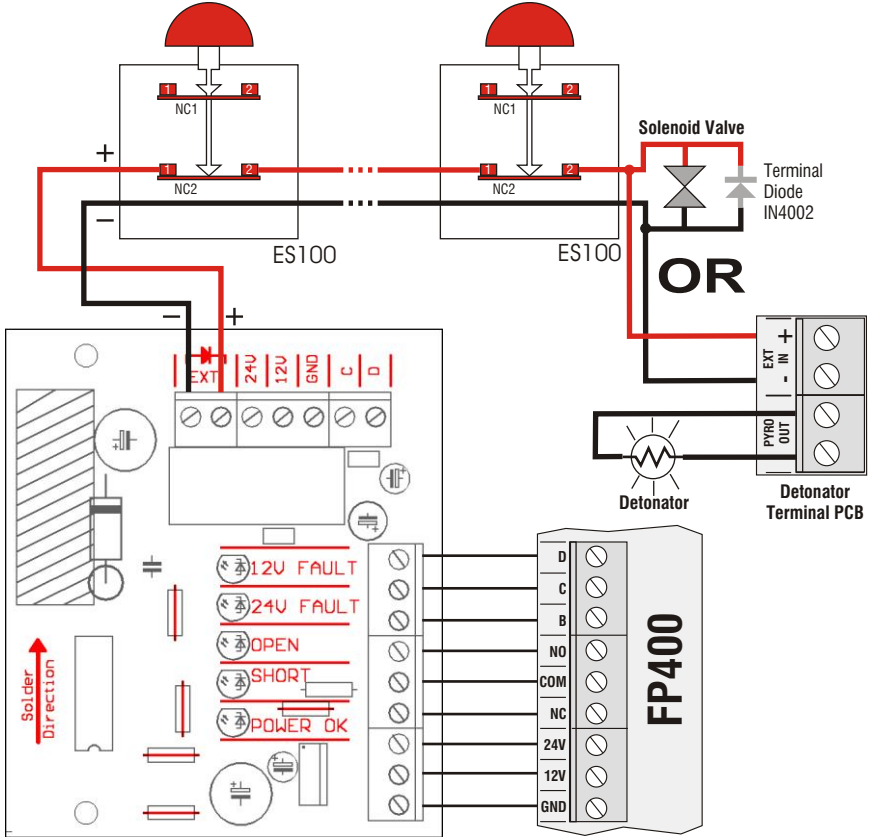 1 2
NC1
1 2
NC2
+
−
ES100
1 2
NC1
1 2
NC2
ES100
Solenoid Valve
Terminal
Diode
IN4002
OR
− +
EXT 24V 12V GND C D
EXT
IN
+
-
PYRO
OUT
Detonator
Detonator
Terminal PCB
12V FAULT
24V FAULT
OPEN
SHORT
POWER OK
Solder
Direction
D
C
B
NO
COM
NC
24V
12V
GND
FP400